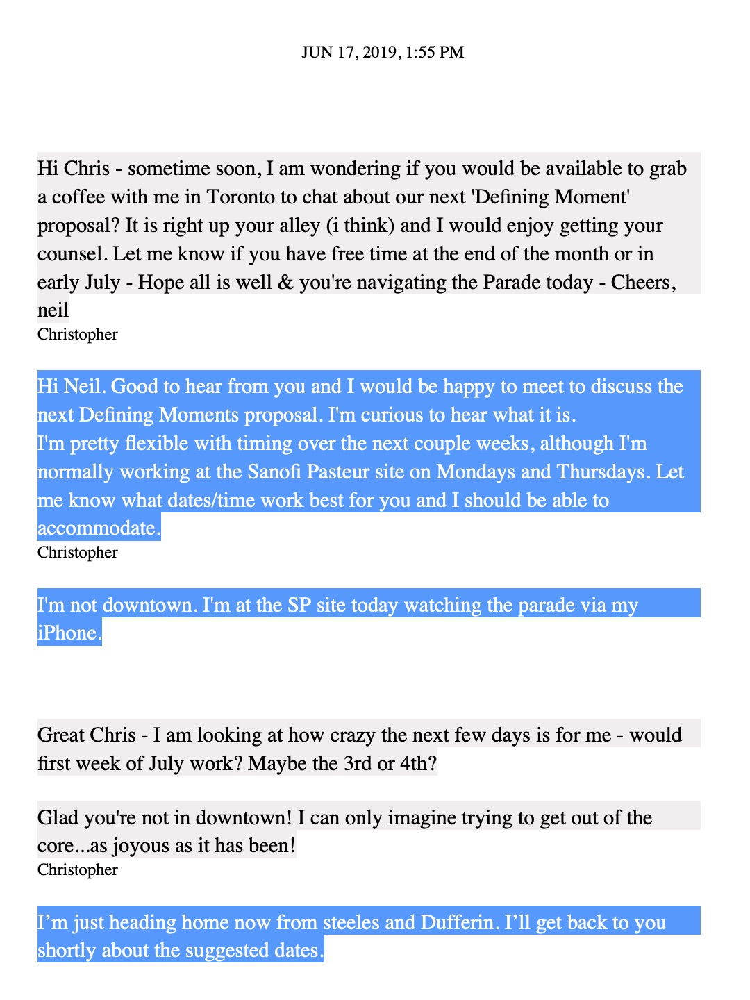 JUN 17, 2019, 1:55 PM
Hi Chris - sometime soon, I am wondering if you would be available to grab
a coffee with me in Toronto to chat about our next 'Defining Moment'
proposal? It is right up your alley (i think) and I would enjoy getting your
counsel. Let me know if you have free time at the end of the month or in
early July - Hope all is well & you're navigating the Parade today - Cheers,
neil
Christopher
Hi Neil. Good to hear from you and I would be happy to meet to discuss the
next Defining Moments proposal. I'm curious to hear what it is.
I'm pretty flexible with timing over the next couple weeks, although I'm
normally working at the Sanofi Pasteur site on Mondays and Thursdays. Let
me know what dates/time work best for you and I should be able to
accommodate.
Christopher
I'm not downtown. I'm at the SP site today watching the parade via my
iPhone.
Great Chris - I am looking at how crazy the next few days is for me - would
first week of July work? Maybe the 3rd or 4th?
Glad you're not in downtown! I can only imagine trying to get out of the
core...as joyous as it has been!
Christopher
I’m just heading home now from steeles and Dufferin. I’ll get back to you
shortly about the suggested dates.